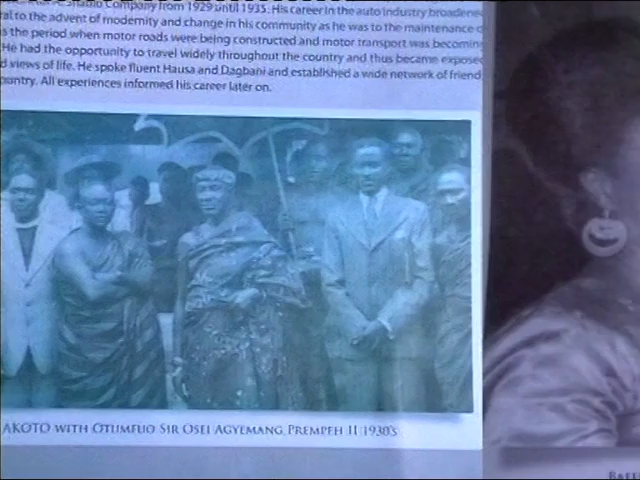 Company from 1929 until 1935. His career in the auto industry broadene
ral to the advent of modernity and change in his community as he was to the maintenance o
s the period when motor roads were being constructed and motor transport was becoming
He had the opportunity to travel widely throughout the country and thus became exposed
d views of life. He spoke fluent Hausa and Dagbani and established a wide network of friend
ountry. All experiences informed his career later on.
AKOTO WITH OTUMFUO SIR OSEI AGYEMANG PREMPEH II 1930'S